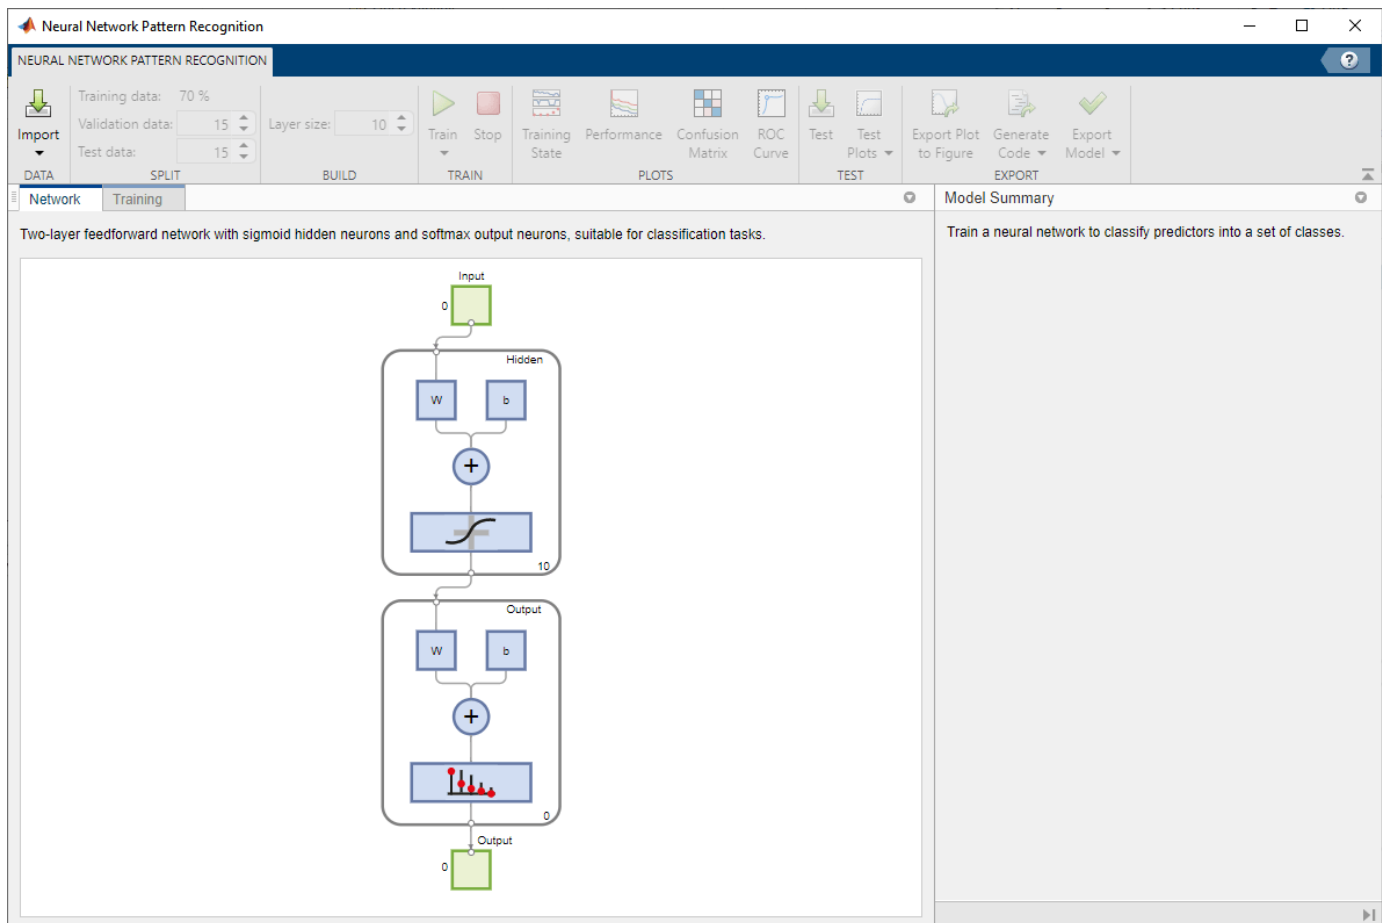 Neural Network Pattern Recognition
NEURAL NETWORK PATTERN RECOGNITION
?
Import
DATA
Training data: 70 %
Validation data: 15
Test data: 15
SPLIT
Layer size: 10
BUILD
Train
Stop
TRAIN
Training
State
Performance
Confusion
Matrix
ROC
Curve
PLOTS
Test
Test
Plots
TEST
Export Plot
to Figure
Generate
Code
Export
Model
EXPORT
Network
Training
Model Summary
Two-layer feedforward network with sigmoid hidden neurons and softmax output neurons, suitable for classification tasks.
Train a neural network to classify predictors into a set of classes.
Input
0
Hidden
W
b
+
10
Output
W
b
+
0
Output
0